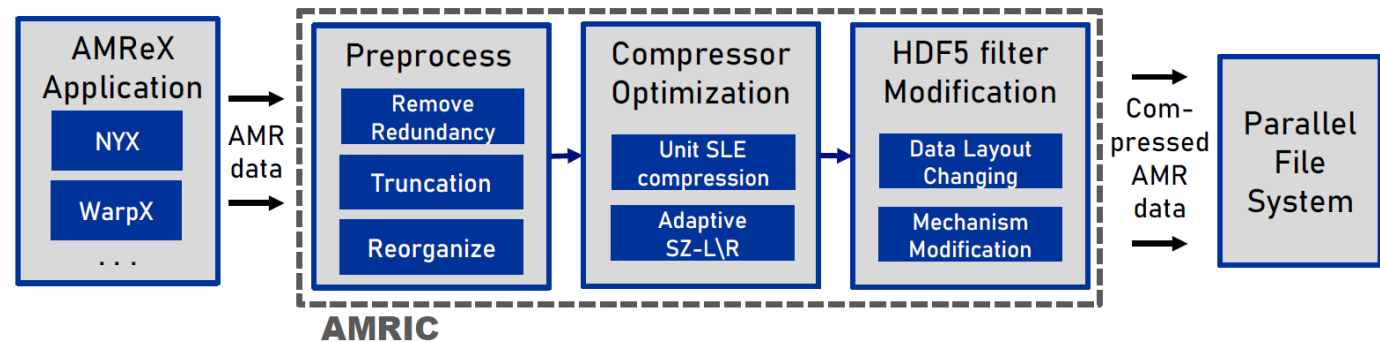 AMReX
Application
NYX
WarpX
. . .
AMR
data
Preprocess
Remove
Redundancy
Truncation
Reorganize
Compressor
Optimization
Unit SLE
compression
Adaptive
SZ-L\R
HDF5 filter
Modification
Data Layout
Changing
Mechanism
Modification
Com-
pressed
AMR
data
Parallel
File
System
AMRIC